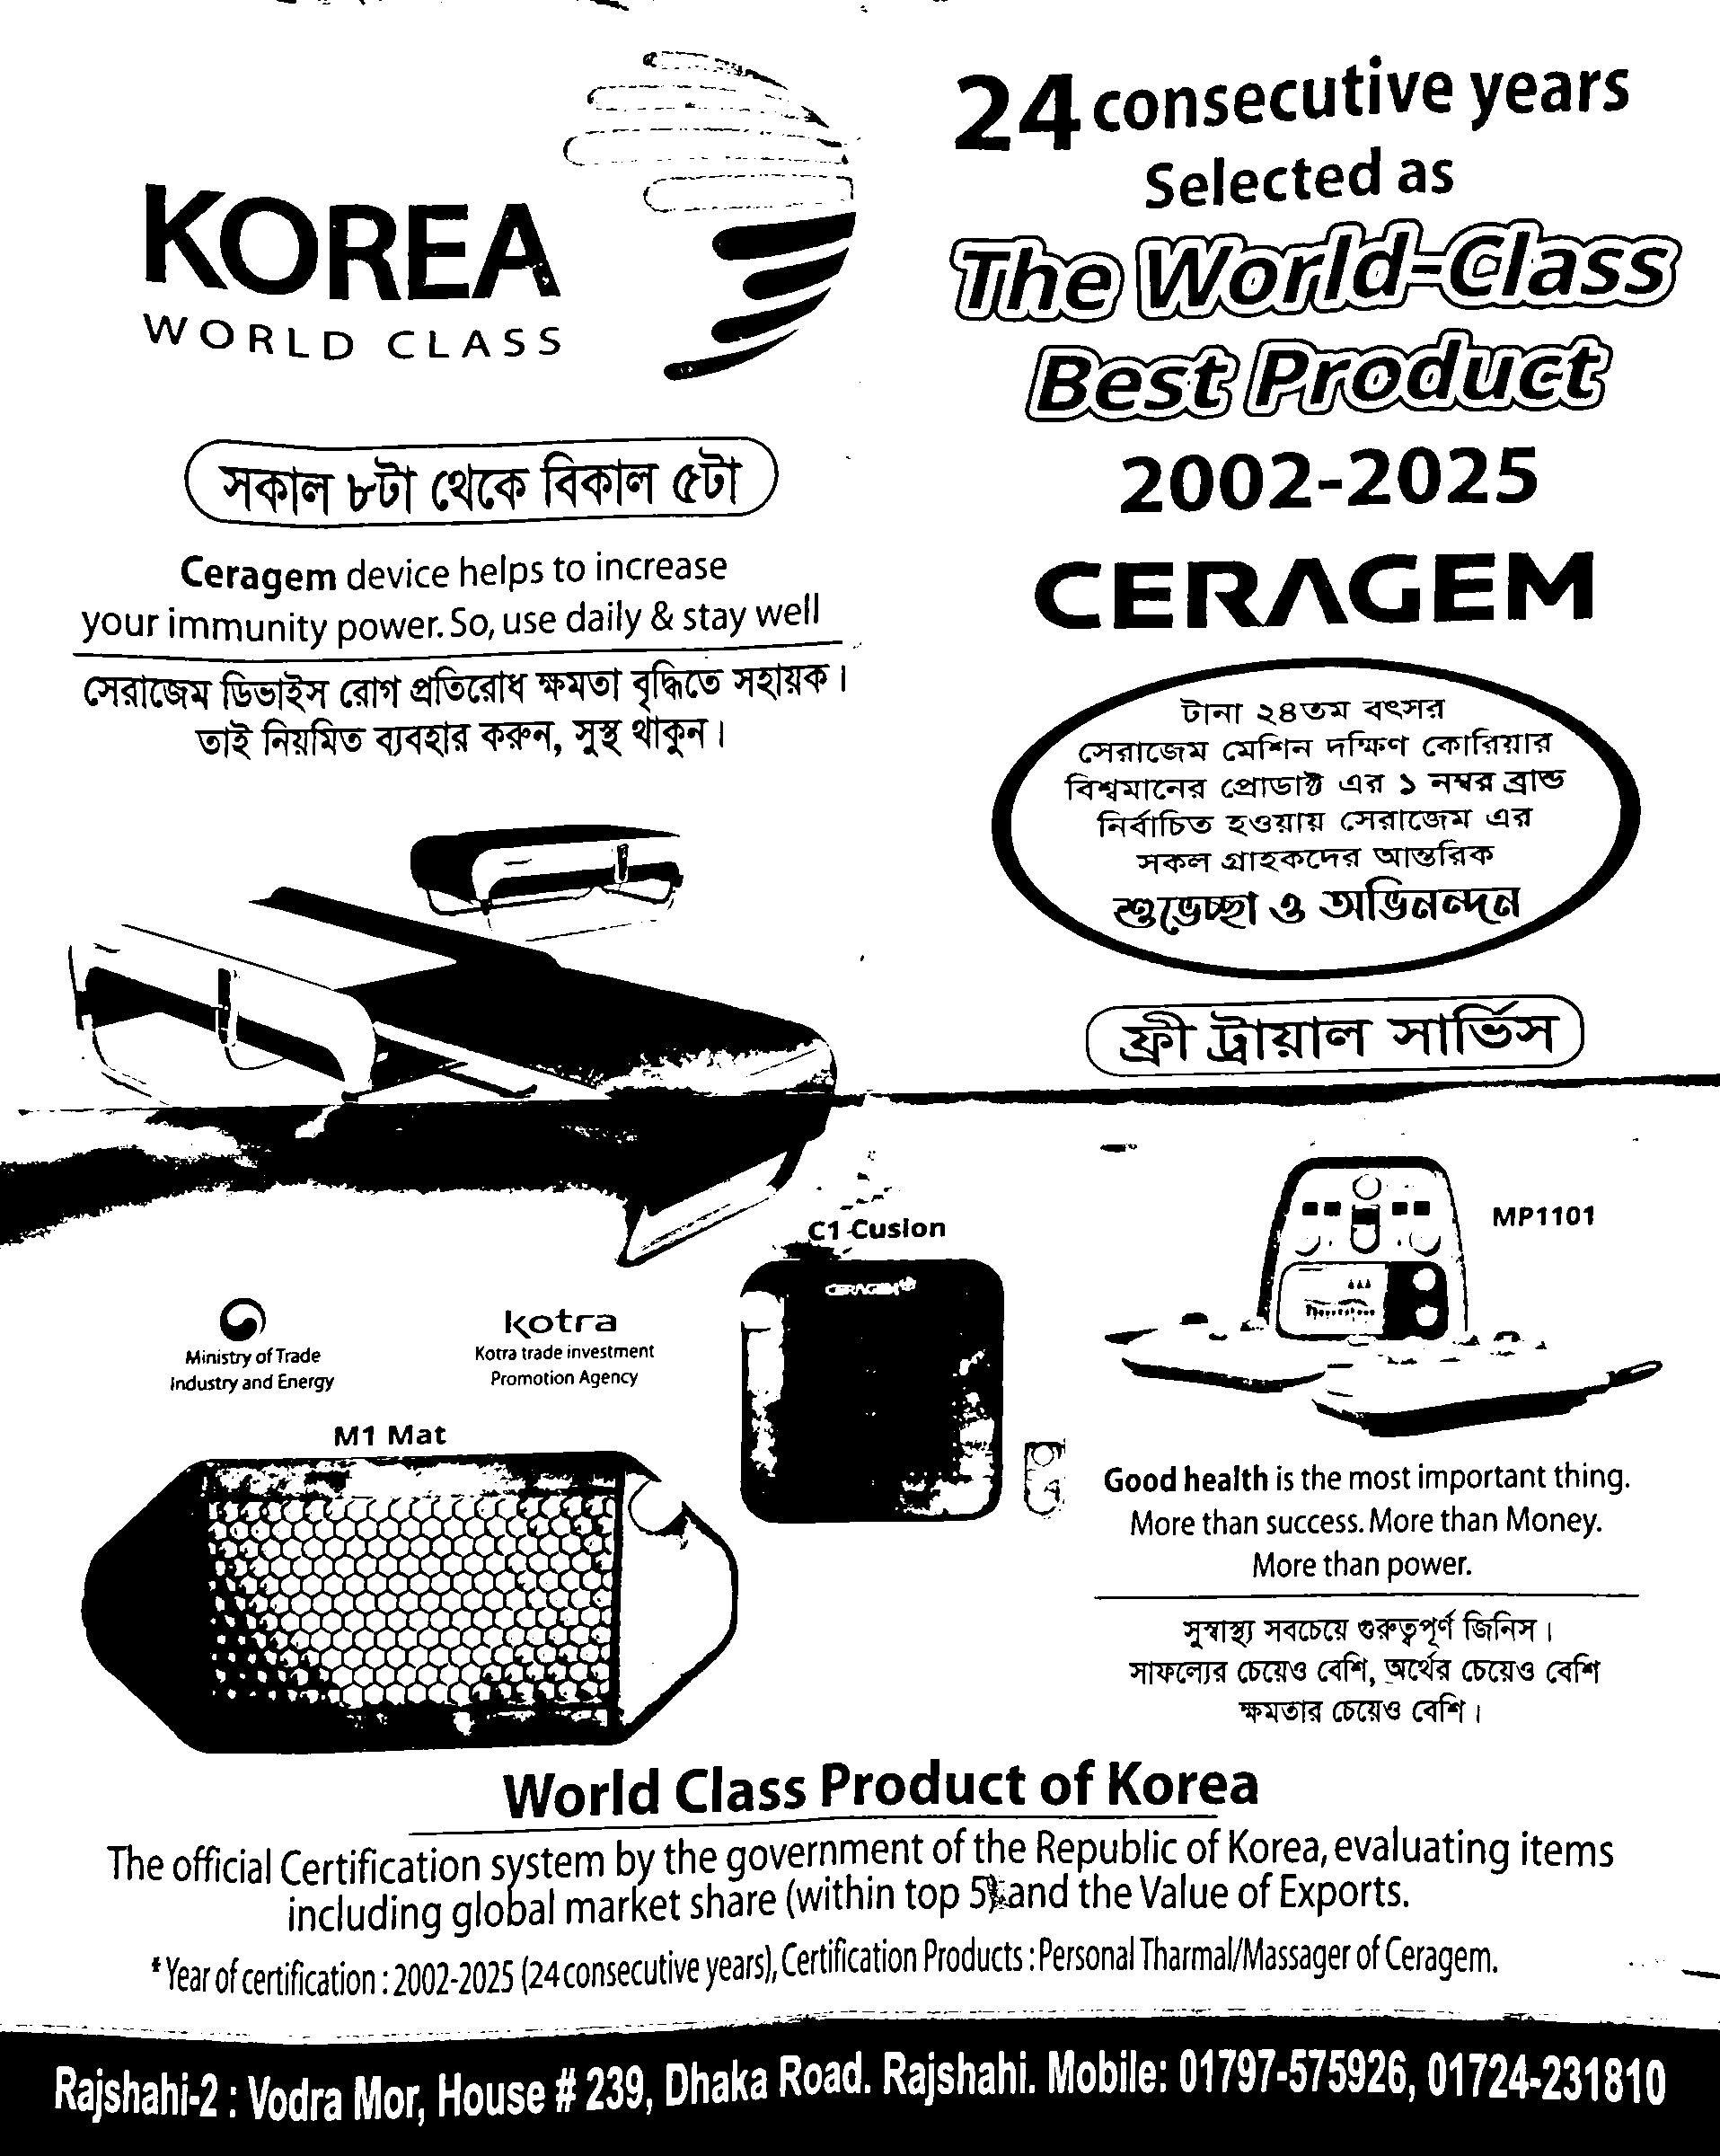 KOREA
WORLD CLASS
24 consecutive years
Selected as
The World-Class
Best Product
2002-2025
CERAGEM
সকাল ৮টা থেকে বিকাল ৫টা
Ceragem device helps to increase
your immunity power. So, use daily & stay well
সেরাজেম ডিভাইস রোগ প্রতিরোধ ক্ষমতা বৃদ্ধিতে সহায়ক।
তাই নিয়মিত ব্যবহার করুন, সুস্থ থাকুন।
টানা ২৪তম বৎসর
সেরাজেম মেশিন দক্ষিণ কোরিয়ার
বিশ্বমানের প্রোডাক্ট এর ১ নম্বর ব্রান্ড
নির্বাচিত হওয়ায় সেরাজেম এর
সকল গ্রাহকদের আন্তরিক
শুভেচ্ছা ও অভিনন্দন
ফ্রী ট্রায়াল সার্ভিস
C1 Cusion
CERAGEM
MP1101
Ministry of Trade
Industry and Energy
kotra
Kotra trade investment
Promotion Agency
M1 Mat
Good health is the most important thing.
More than success. More than Money.
More than power.
সুস্বাস্থ্য সবচেয়ে গুরুত্বপূর্ণ জিনিস।
সাফল্যের চেয়েও বেশি, অর্থের চেয়েও বেশি
ক্ষমতার চেয়েও বেশি।
World Class Product of Korea
The official Certification system by the government of the Republic of Korea, evaluating items
including global market share (within top 5) and the Value of Exports.
* Year of certification : 2002-2025 (24 consecutive years), Certification Products : Personal Tharmal/Massager of Ceragem.
Rajshahi-2 : Vodra Mor, House # 239, Dhaka Road. Rajshahi. Mobile: 01797-575926, 01724-231810